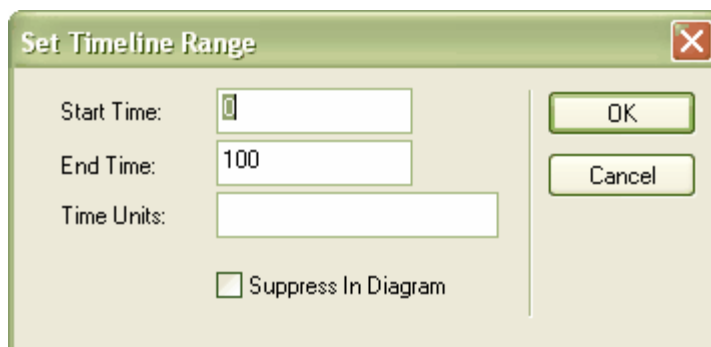 Set Timeline Range
Start Time: 0
OK
End Time: 100
Cancel
Time Units:
Suppress In Diagram